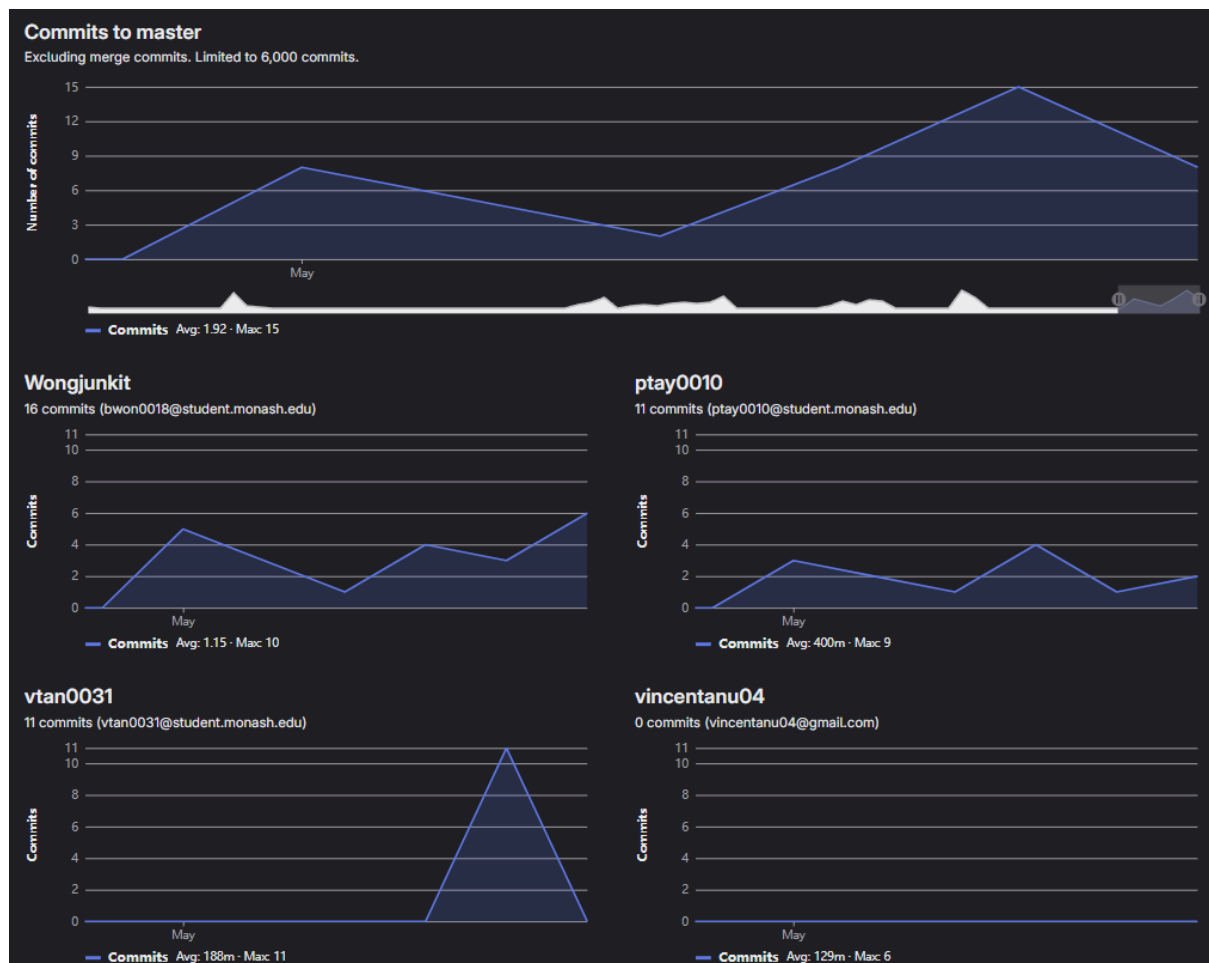 Commits to master
Excluding merge commits. Limited to 6,000 commits.
15
12
9
6
3
0
Number of commits
May
Commits Avg: 1.92 · Max: 15
Wongjunkit
16 commits (bwon0018@student.monash.edu)
11
10
8
6
4
2
0
Commits
May
Commits Avg: 1.15 · Max: 10
ptay0010
11 commits (ptay0010@student.monash.edu)
11
10
8
6
4
2
0
Commits
May
Commits Avg: 400m · Max: 9
vtan0031
11 commits (vtan0031@student.monash.edu)
11
10
8
6
4
2
0
Commits
May
Commits Avg: 188m · Max: 11
vincentanu04
0 commits (vincentanu04@gmail.com)
11
10
8
6
4
2
0
Commits
May
Commits Avg: 129m · Max: 6